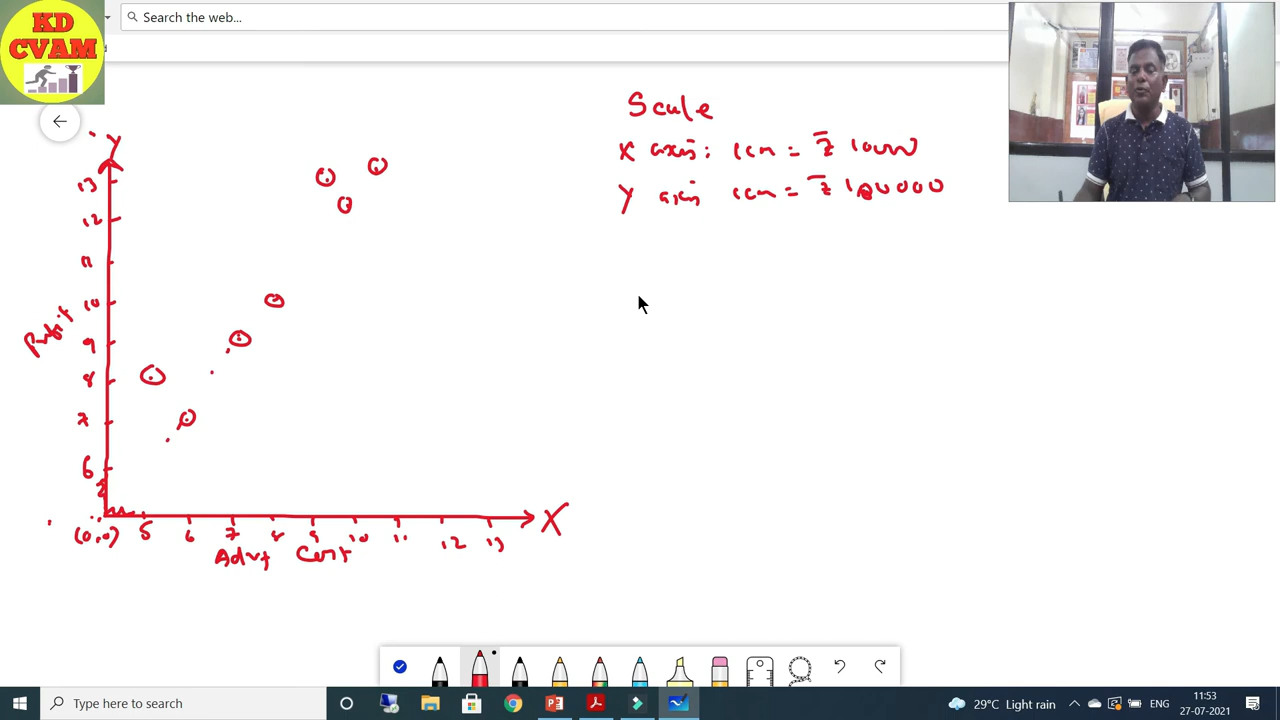 KD
CVAM
Search the web...
Scale
X axis: 1cm = ₹ 10000
Y axis 1cm = ₹ 100000
Y
13
12
11
10
9
8
7
6
Profit
(0,0) 5 6 7 8 9 10 11 12 13 X
Advt Cost
Type here to search
29°C Light rain
ENG
11:53
27-07-2021